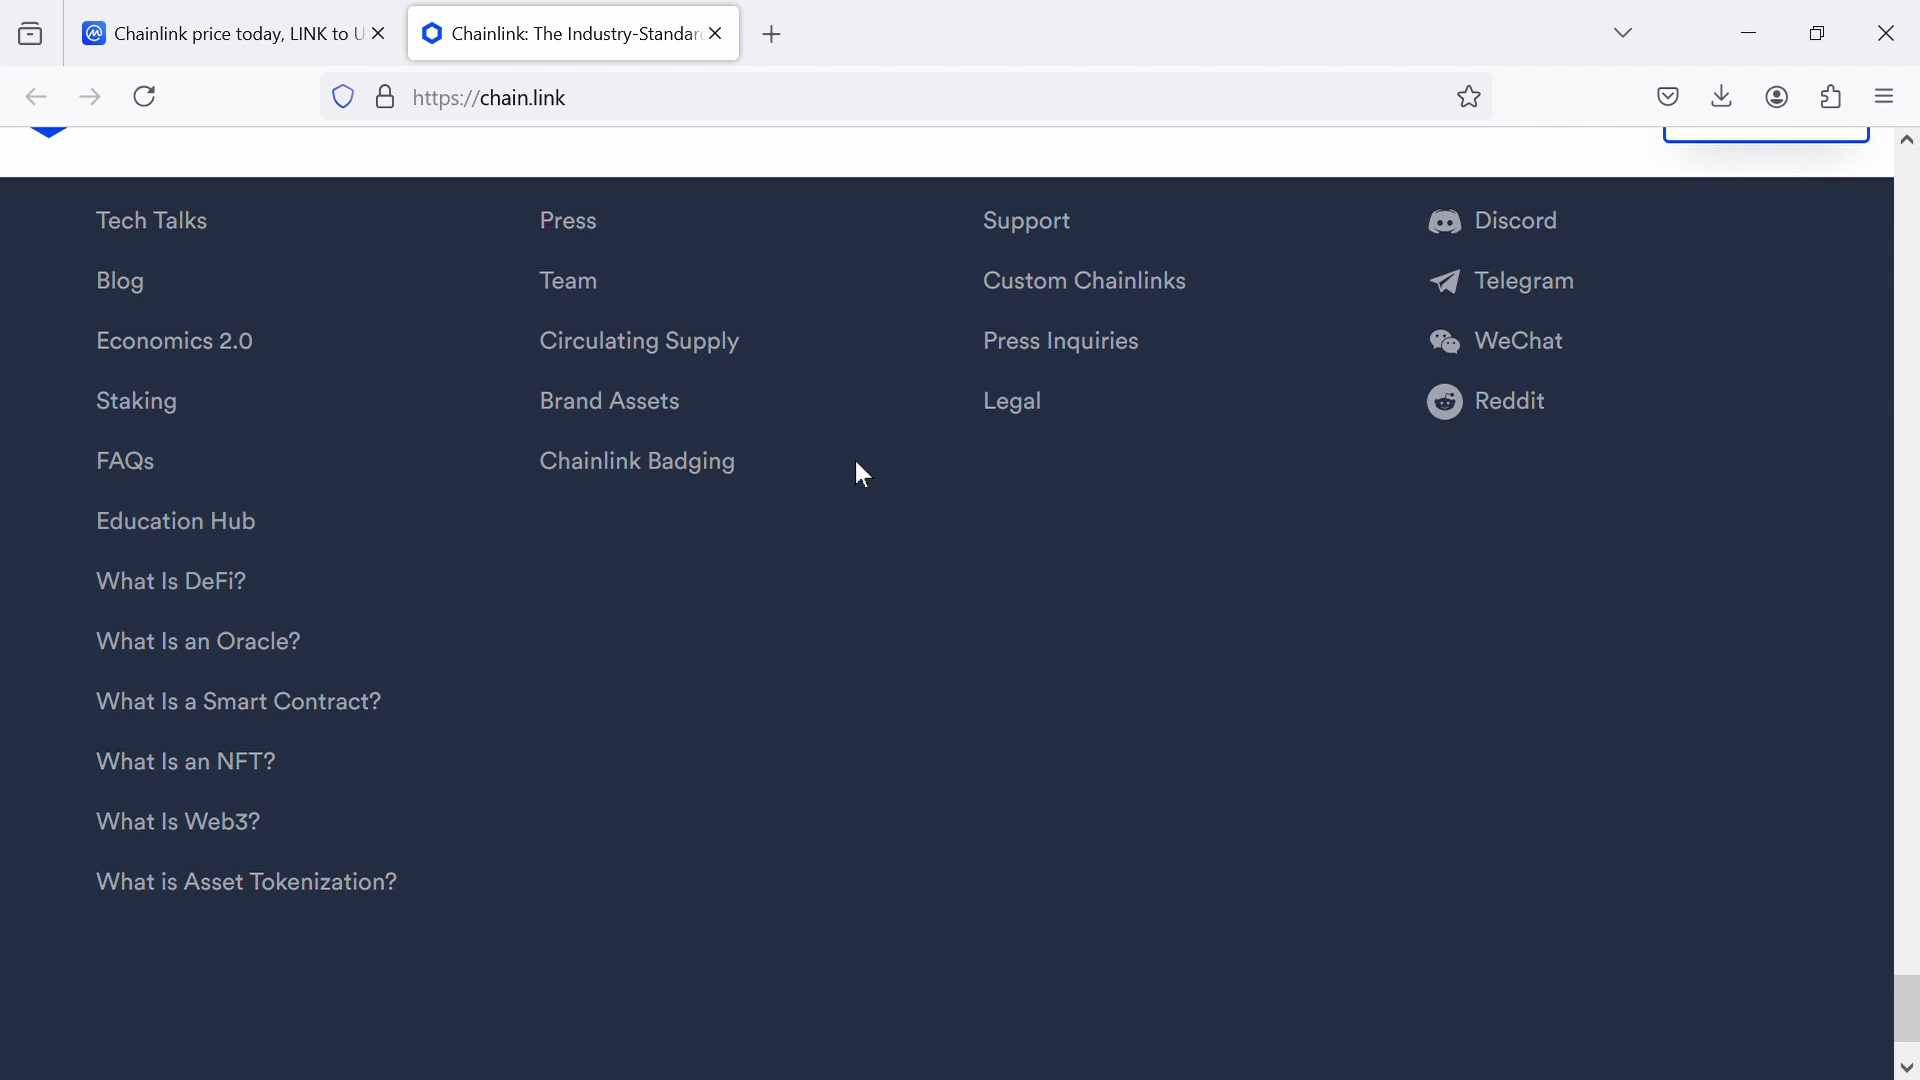 Chainlink price today, LINK to U
Chainlink: The Industry-Standar
https://chain.link
Tech Talks
Blog
Economics 2.0
Staking
FAQs
Education Hub
What Is DeFi?
What Is an Oracle?
What Is a Smart Contract?
What Is an NFT?
What Is Web3?
What is Asset Tokenization?
Press
Team
Circulating Supply
Brand Assets
Chainlink Badging
Support
Custom Chainlinks
Press Inquiries
Legal
Discord
Telegram
WeChat
Reddit